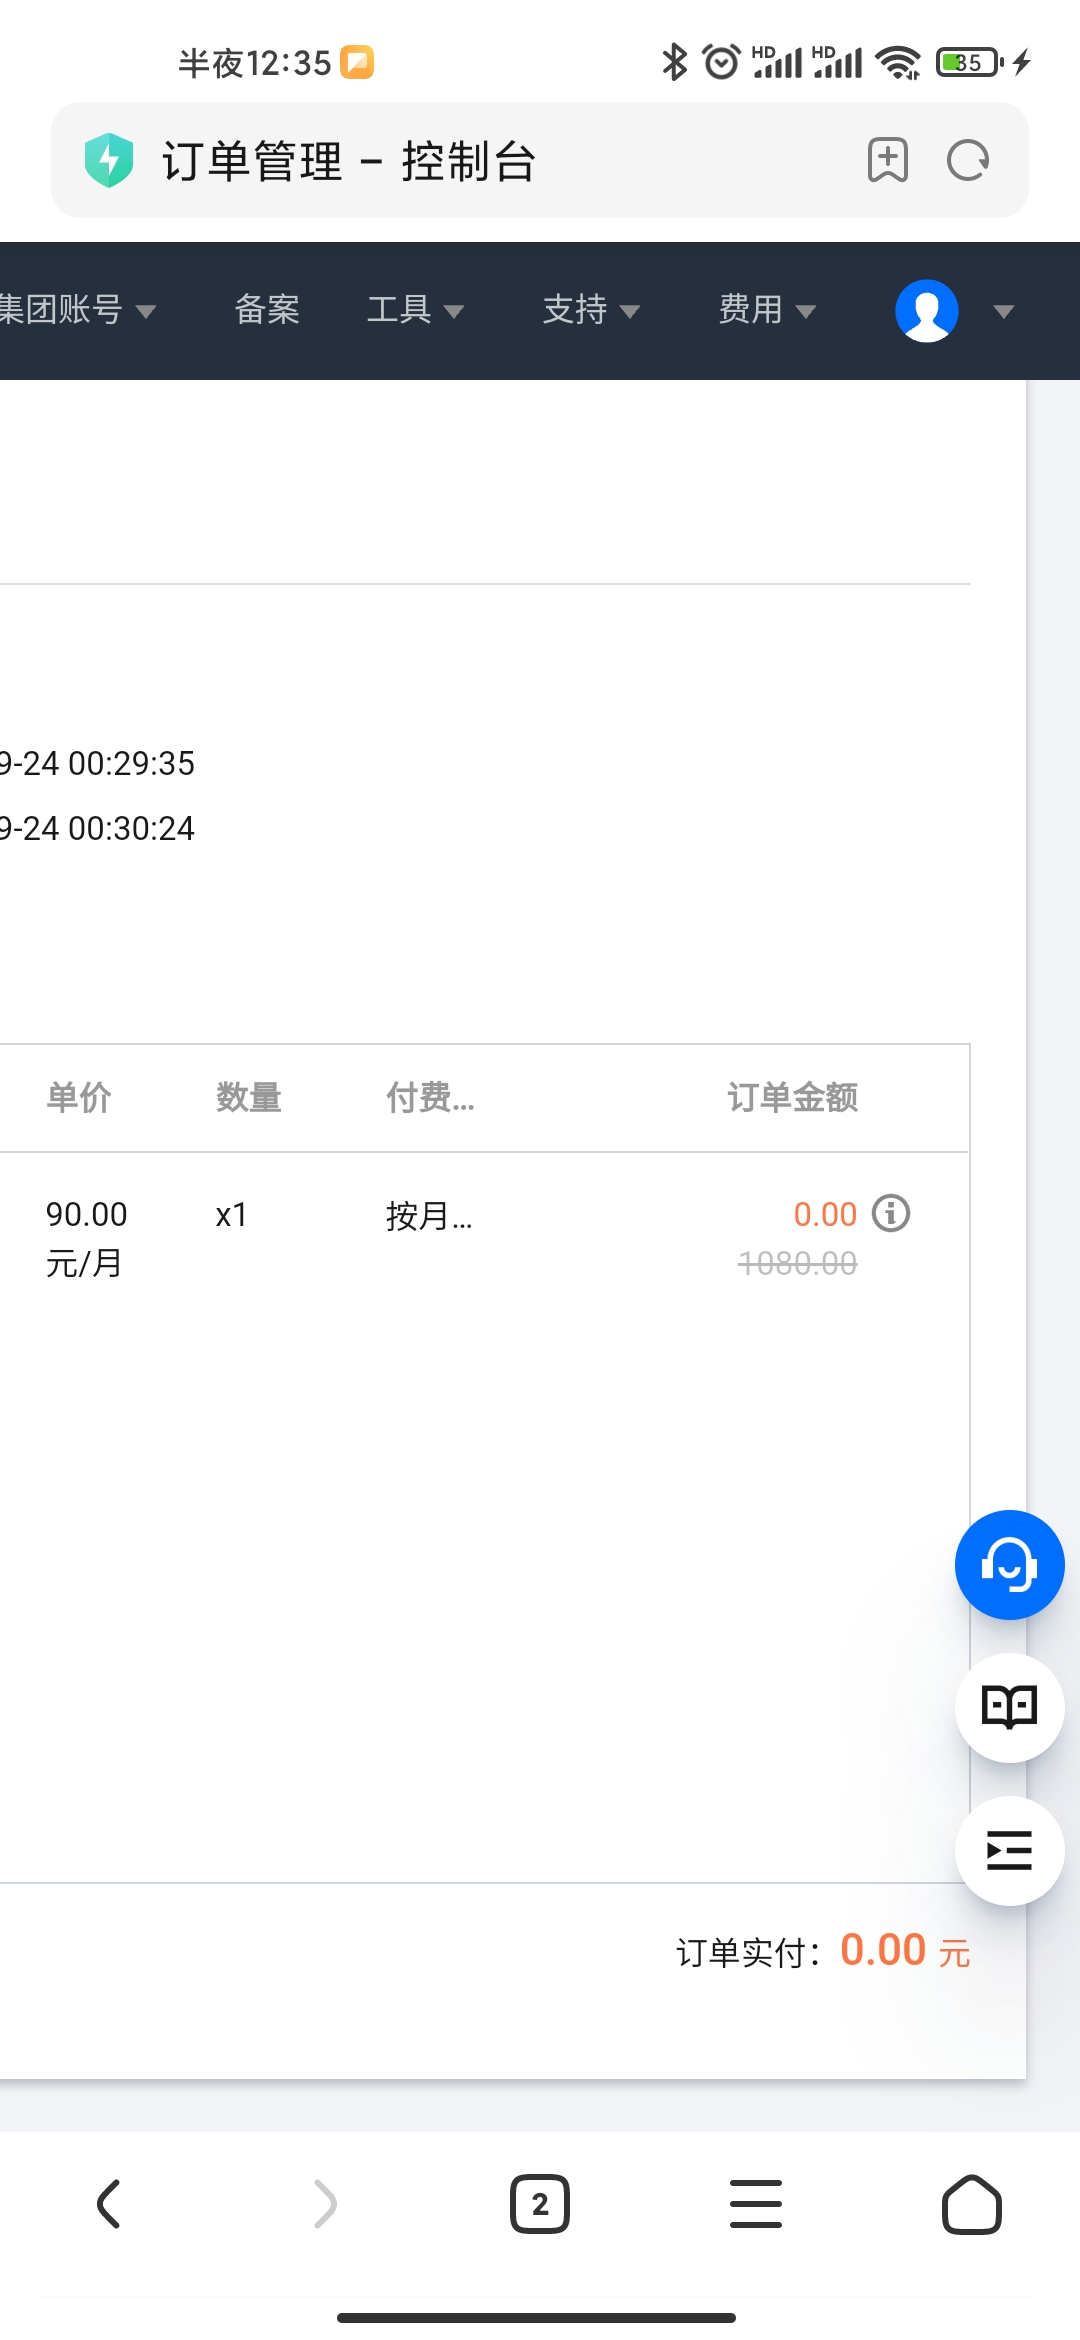 半夜12:35
HD HD 35
订单管理 – 控制台
集团账号 备案 工具 支持 费用
9-24 00:29:35
9-24 00:30:24
单价 数量 付费... 订单金额
90.00 x1 按月... 0.00
元/月 1080.00
订单实付：0.00 元
2